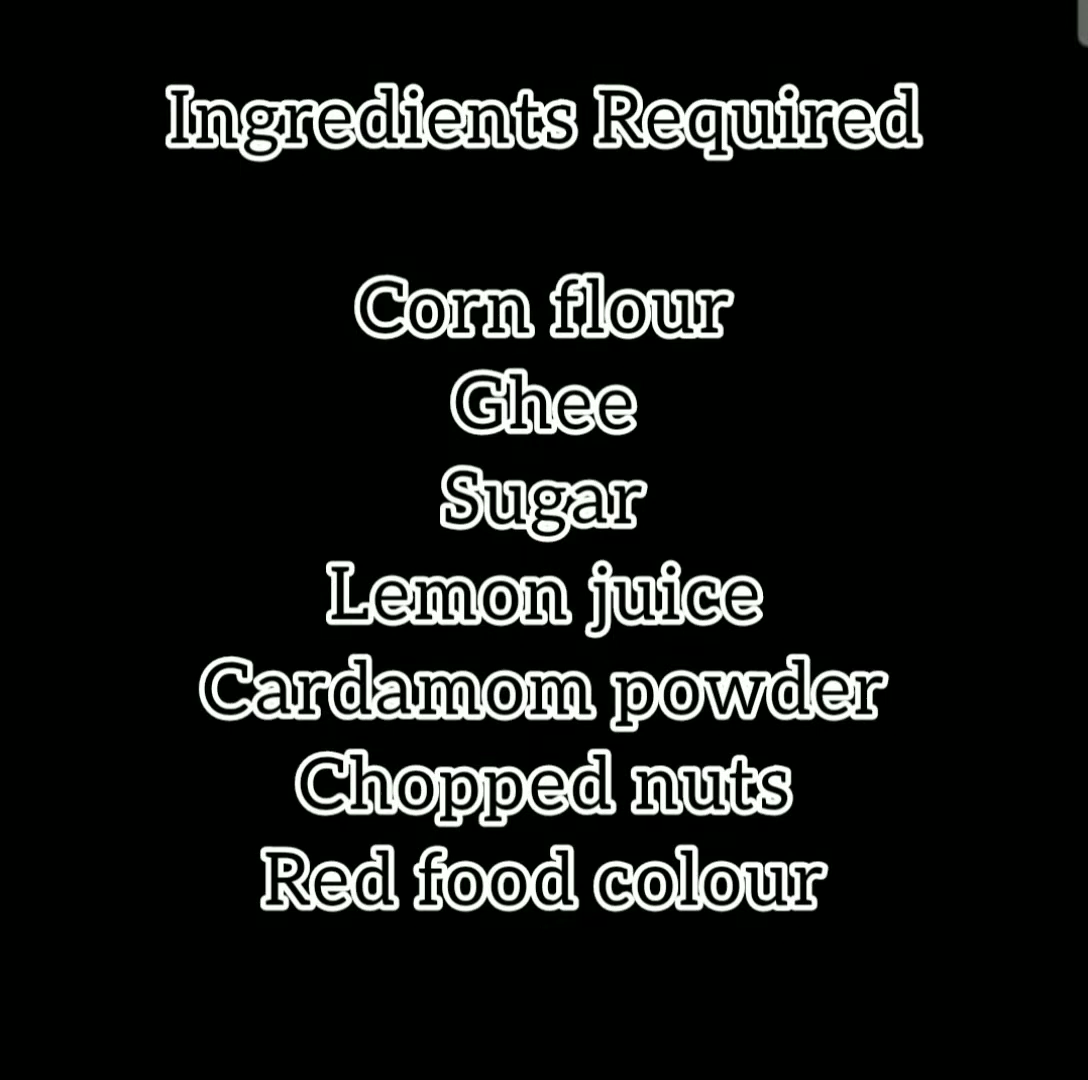 Ingredients Required
Corn flour
Ghee
Sugar
Lemon juice
Cardamom powder
Chopped nuts
Red food colour